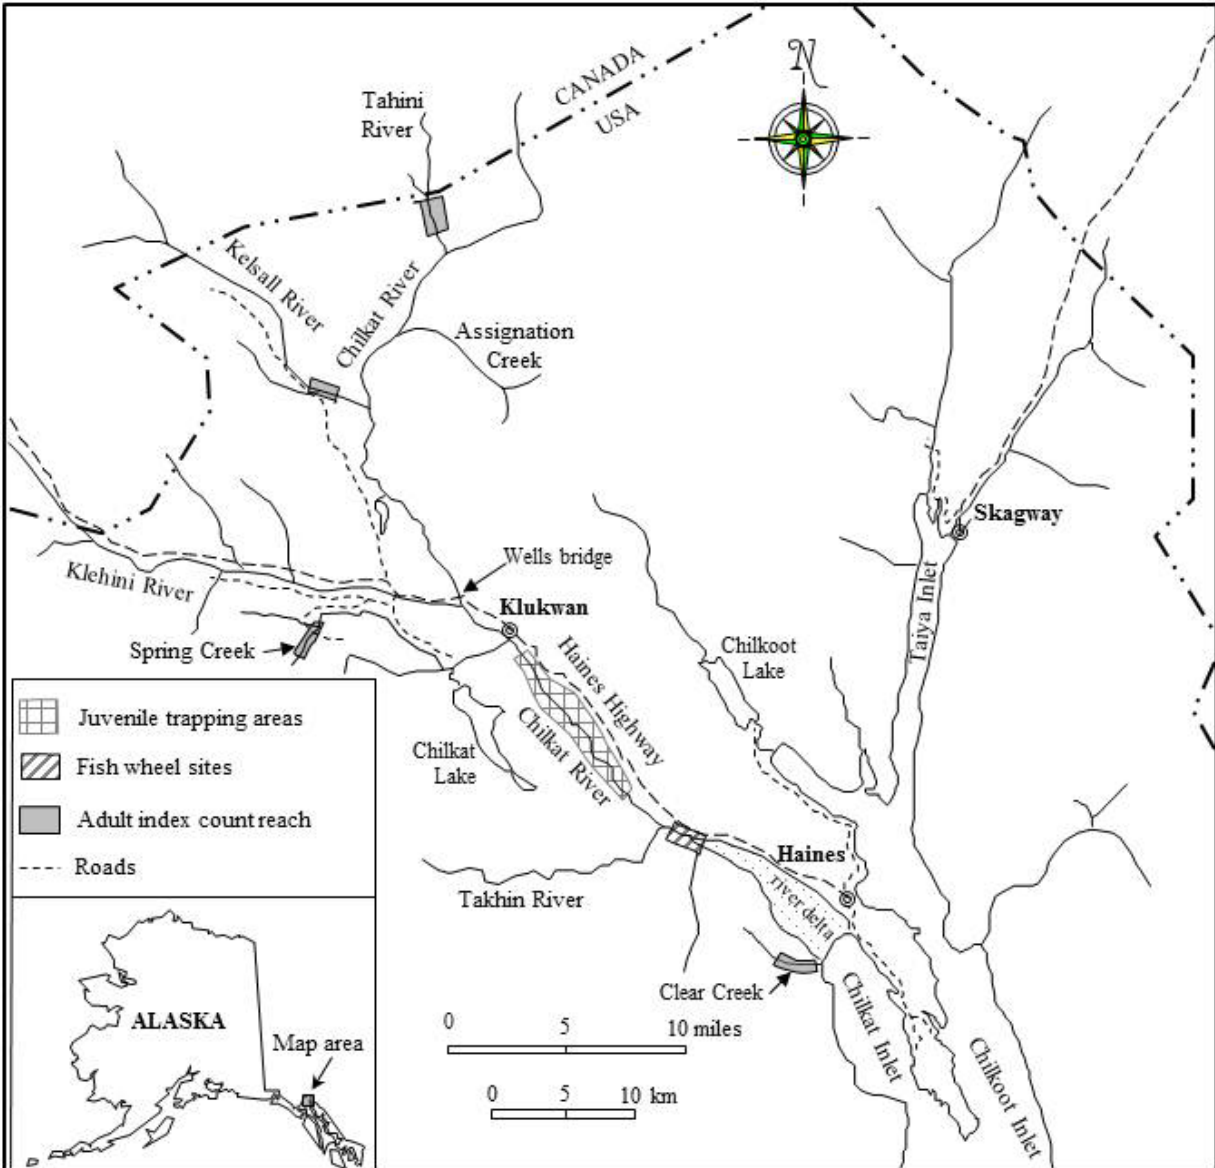 N
CANADA
USA
Tahini
River
Kelsall River
Chilkat River
Assignation
Creek
Skagway
Wells bridge
Klehini River
Klukwan
Taiya Inlet
Spring Creek
Haines Highway
Chilkoot
Lake
Juvenile trapping areas
Chilkat River
Chilkat
Lake
Fish wheel sites
Adult index count reach
Roads
Haines
Takhin River
river delta
Clear Creek
Chilkat Inlet
Chilkoot Inlet
ALASKA
Map area
0 5 10 miles
0 5 10 km